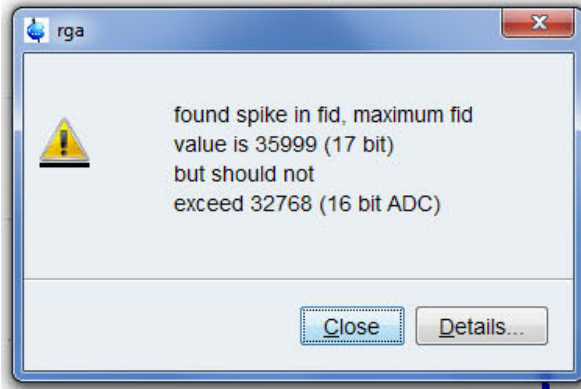 rga
found spike in fid, maximum fid
value is 35999 (17 bit)
but should not
exceed 32768 (16 bit ADC)
Close
Details...